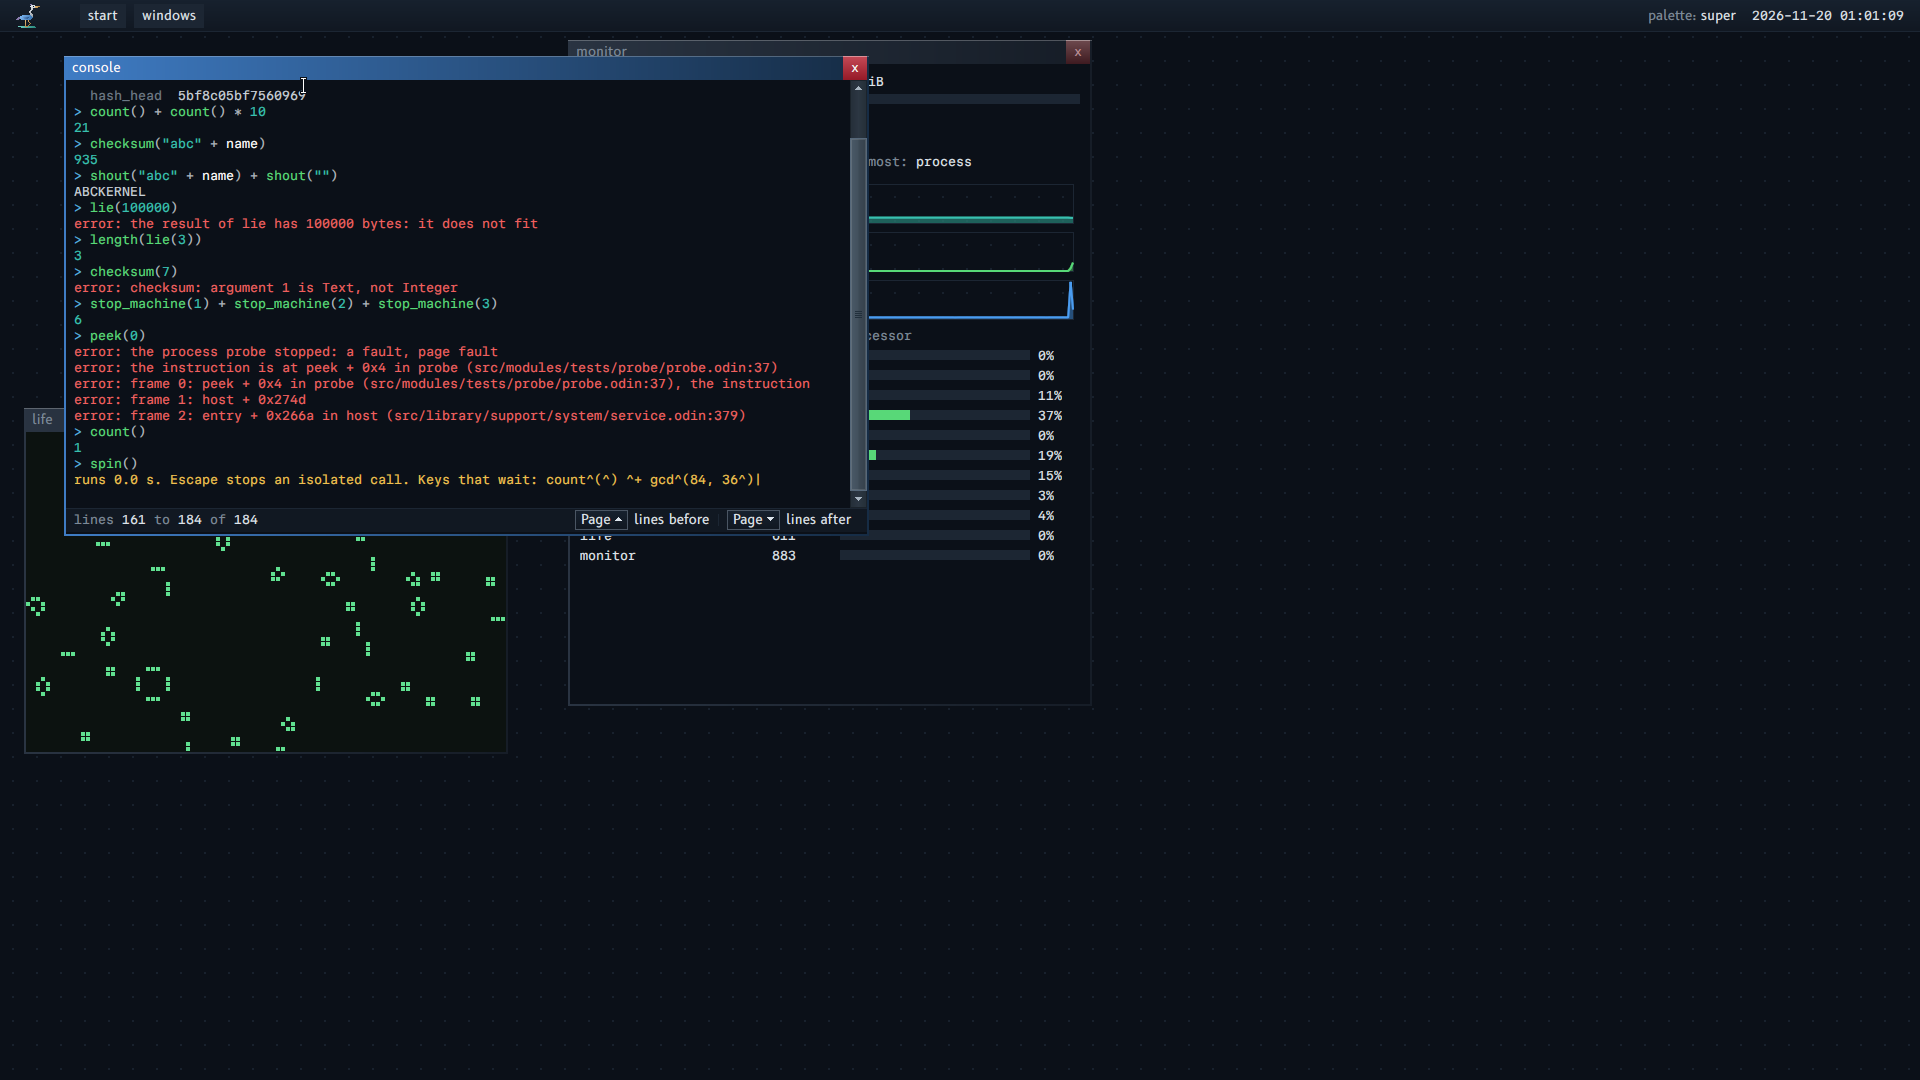 start windows palette: super 2026-11-20 01:01:09
monitor x
console x
iB
hash_head 5bf8c05bf7560969
> count() + count() * 10
21
> checksum("abc" + name)
935
> shout("abc" + name) + shout("")
ABCKERNEL
> lie(100000)
error: the result of lie has 100000 bytes: it does not fit
> length(lie(3))
3
> checksum(7)
error: checksum: argument 1 is Text, not Integer
> stop_machine(1) + stop_machine(2) + stop_machine(3)
6
> peek(0)
error: the process probe stopped: a fault, page fault
error: the instruction is at peek + 0x4 in probe (src/modules/tests/probe/probe.odin:37)
error: frame 0: peek + 0x4 in probe (src/modules/tests/probe/probe.odin:37), the instruction
error: frame 1: host + 0x274d
error: frame 2: entry + 0x266a in host (src/library/support/system/service.odin:379)
> count()
1
> spin()
runs 0.0 s. Escape stops an isolated call. Keys that wait: count^(^) ^+ gcd^(84, 36^)|
lines 161 to 184 of 184 Page lines before Page lines after
most: process
cessor
0%
0%
11%
37%
0%
19%
15%
3%
4%
0%
monitor 883 0%
life